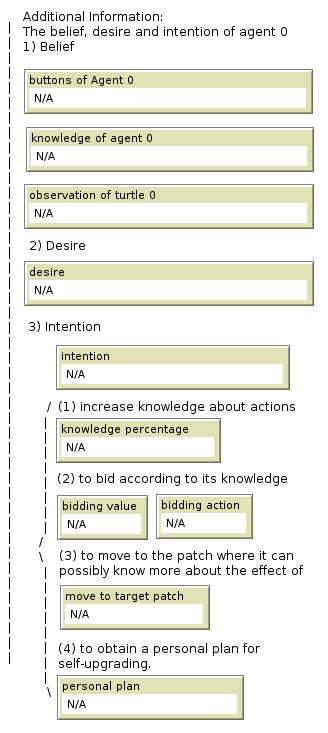 Additional Information:
The belief, desire and intention of agent 0
1) Belief
buttons of Agent 0
N/A
knowledge of agent 0
N/A
observation of turtle 0
N/A
2) Desire
desire
N/A
3) Intention
intention
N/A
(1) increase knowledge about actions
knowledge percentage
N/A
(2) to bid according to its knowledge
bidding value
N/A
bidding action
N/A
(3) to move to the patch where it can
possibly know more about the effect of
move to target patch
N/A
(4) to obtain a personal plan for
self-upgrading.
personal plan
N/A